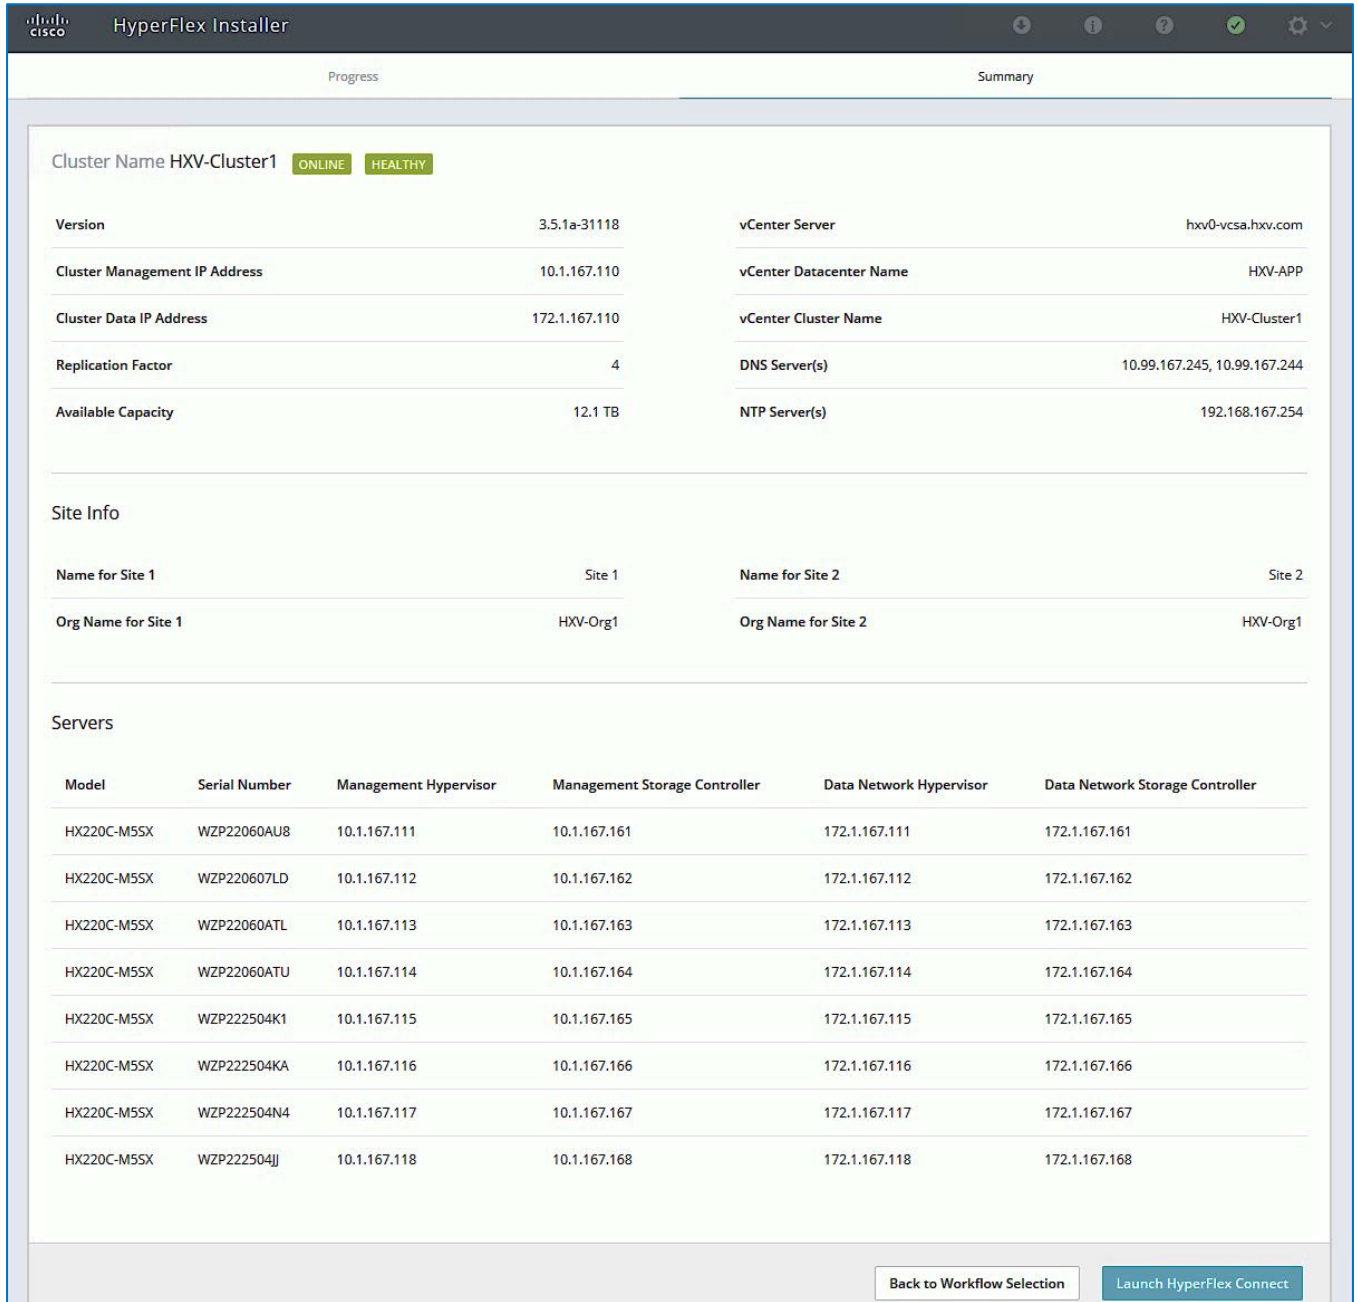 cisco HyperFlex Installer
Progress Summary
Cluster Name HXV-Cluster1 ONLINE HEALTHY
Version 3.5.1a-31118 vCenter Server hxv0-vcsa.hxv.com
Cluster Management IP Address 10.1.167.110 vCenter Datacenter Name HXV-APP
Cluster Data IP Address 172.1.167.110 vCenter Cluster Name HXV-Cluster1
Replication Factor 4 DNS Server(s) 10.99.167.245, 10.99.167.244
Available Capacity 12.1 TB NTP Server(s) 192.168.167.254
Site Info
Name for Site 1 Site 1 Name for Site 2 Site 2
Org Name for Site 1 HXV-Org1 Org Name for Site 2 HXV-Org1
Servers
Model Serial Number Management Hypervisor Management Storage Controller Data Network Hypervisor Data Network Storage Controller
HX220C-M5SX WZP22060AU8 10.1.167.111 10.1.167.161 172.1.167.111 172.1.167.161
HX220C-M5SX WZP220607LD 10.1.167.112 10.1.167.162 172.1.167.112 172.1.167.162
HX220C-M5SX WZP22060ATL 10.1.167.113 10.1.167.163 172.1.167.113 172.1.167.163
HX220C-M5SX WZP22060ATU 10.1.167.114 10.1.167.164 172.1.167.114 172.1.167.164
HX220C-M5SX WZP222504K1 10.1.167.115 10.1.167.165 172.1.167.115 172.1.167.165
HX220C-M5SX WZP222504KA 10.1.167.116 10.1.167.166 172.1.167.116 172.1.167.166
HX220C-M5SX WZP222504N4 10.1.167.117 10.1.167.167 172.1.167.117 172.1.167.167
HX220C-M5SX WZP222504JJ 10.1.167.118 10.1.167.168 172.1.167.118 172.1.167.168
Back to Workflow Selection Launch HyperFlex Connect